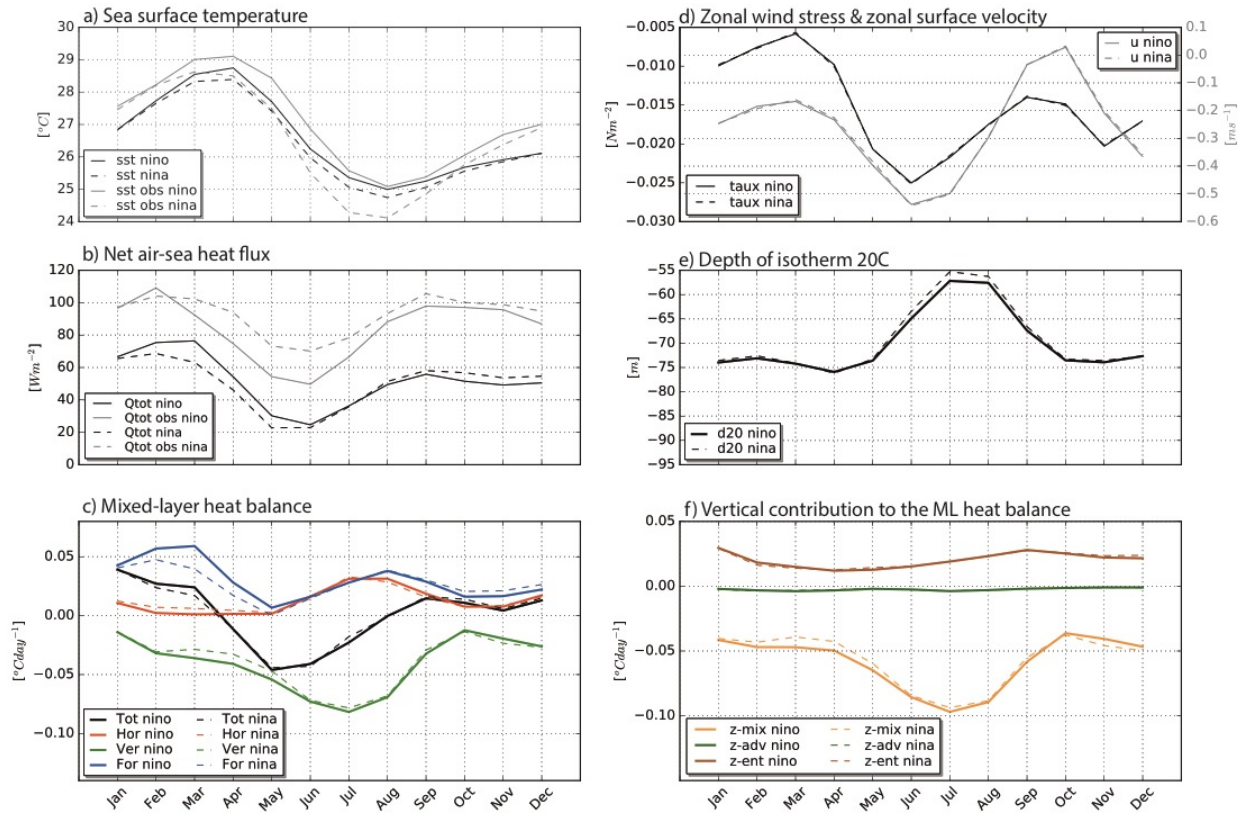 a) Sea surface temperature
30
29
28
27
26
25
24
[°C]
sst nino
sst nina
sst obs nino
sst obs nina
b) Net air-sea heat flux
120
100
80
60
40
20
0
[Wm⁻²]
Qtot nino
Qtot obs nino
Qtot nina
Qtot obs nina
c) Mixed-layer heat balance
0.05
0.00
−0.05
−0.10
[°Cday⁻¹]
Tot nino Tot nina
Hor nino Hor nina
Ver nino Ver nina
For nino For nina
Jan Feb Mar Apr May Jun Jul Aug Sep Oct Nov Dec
d) Zonal wind stress & zonal surface velocity
−0.005
−0.010
−0.015
−0.020
−0.025
−0.030
[Nm⁻²]
u nino
u nina
taux nino
taux nina
0.1
0.0
−0.1
−0.2
−0.3
−0.4
−0.5
−0.6
[ms⁻¹]
e) Depth of isotherm 20C
−55
−60
−65
−70
−75
−80
−85
−90
−95
[m]
d20 nino
d20 nina
f) Vertical contribution to the ML heat balance
0.05
0.00
−0.05
−0.10
[°Cday⁻¹]
z-mix nino z-mix nina
z-adv nino z-adv nina
z-ent nino z-ent nina
Jan Feb Mar Apr May Jun Jul Aug Sep Oct Nov Dec